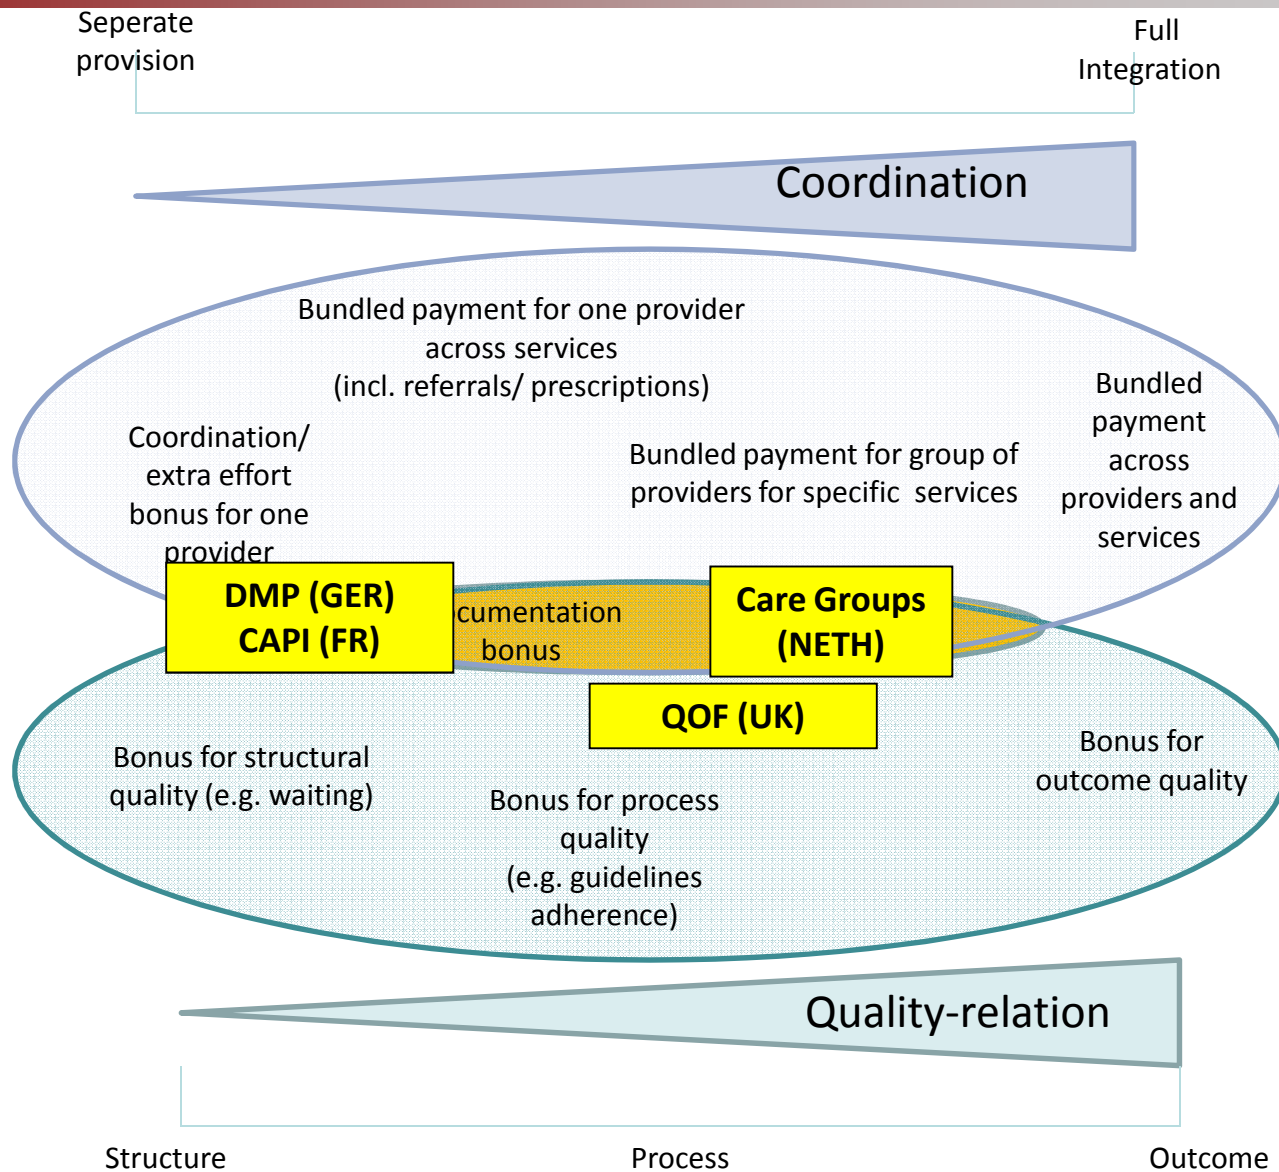 Seperate
provision
Full
Integration
Coordination
Bundled payment for one provider
across services
(incl. referrals/ prescriptions)
Bundled
payment
across
providers and
services
Coordination/
extra effort
bonus for one
provider
Bundled payment for group of
providers for specific services
DMP (GER)
CAPI (FR)
cumentation
bonus
Care Groups
(NETH)
QOF (UK)
Bonus for structural
quality (e.g. waiting)
Bonus for process
quality
(e.g. guidelines
adherence)
Bonus for
outcome quality
Quality-relation
Structure
Process
Outcome